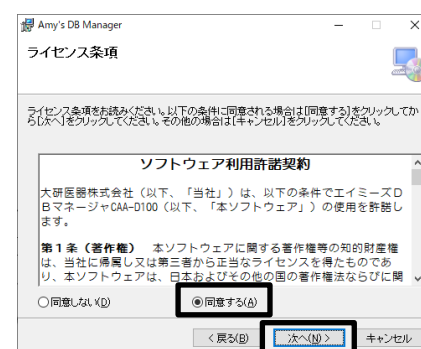 Amy's DB Manager
ライセンス条項
ライセンス条項をお読みください。以下の条件に同意される場合は[同意する]をクリックしてか
ら[次へ]をクリックしてください。その他の場合は[キャンセル]をクリックしてください。
ソフトウェア利用許諾契約
大研医器株式会社(以下、「当社」)は、以下の条件でエイミーズD
BマネージャCAA-D100(以下、「本ソフトウェア」)の使用を許諾し
ます。
第1条(著作権) 本ソフトウェアに関する著作権等の知的財産権
は、当社に帰属し又は第三者から正当なライセンスを得たものであ
り、本ソフトウェアは、日本およびその他の国の著作権法ならびに関
同意しない(D) 同意する(A)
< 戻る(B) 次へ(N) > キャンセル